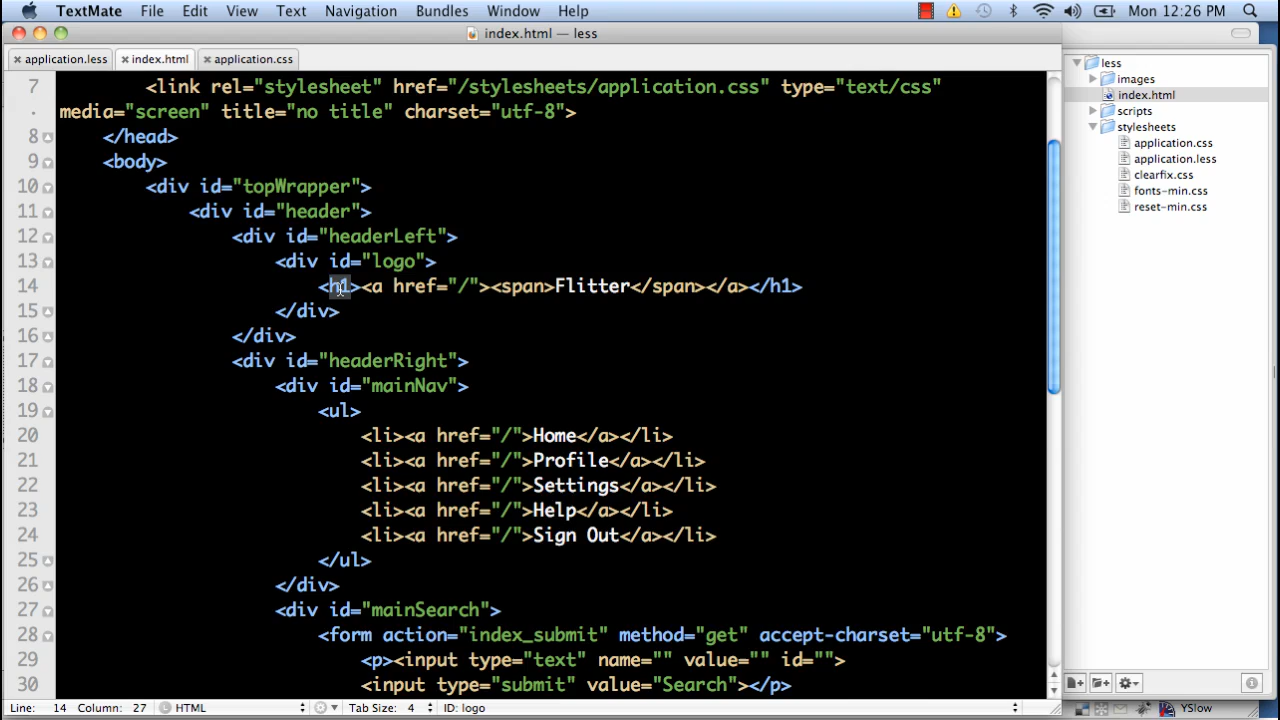 TextMate File Edit View Text Navigation Bundles Window Help Mon 12:26 PM
index.html — less
application.less index.html application.css
7 <link rel="stylesheet" href="/stylesheets/application.css" type="text/css"
. media="screen" title="no title" charset="utf-8">
8 </head>
9 <body>
10 <div id="topWrapper">
11 <div id="header">
12 <div id="headerLeft">
13 <div id="logo">
14 <h1><a href="/"><span>Flitter</span></a></h1>
15 </div>
16 </div>
17 <div id="headerRight">
18 <div id="mainNav">
19 <ul>
20 <li><a href="/">Home</a></li>
21 <li><a href="/">Profile</a></li>
22 <li><a href="/">Settings</a></li>
23 <li><a href="/">Help</a></li>
24 <li><a href="/">Sign Out</a></li>
25 </ul>
26 </div>
27 <div id="mainSearch">
28 <form action="index_submit" method="get" accept-charset="utf-8">
29 <p><input type="text" name="" value="" id="">
30 <input type="submit" value="Search"></p>
Line: 14 Column: 27 HTML Tab Size: 4 ID: logo
less
images
index.html
scripts
stylesheets
application.css
application.less
clearfix.css
fonts-min.css
reset-min.css
YSlow